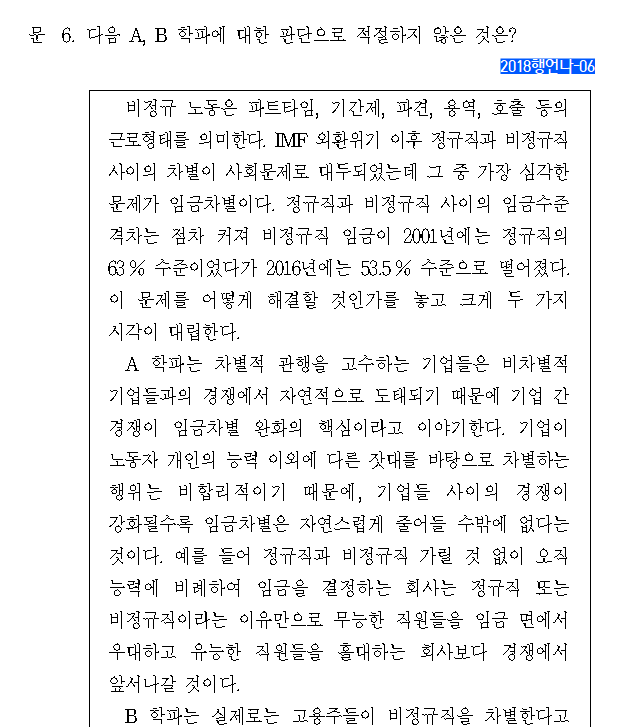 문 6. 다음 A, B 학파에 대한 판단으로 적절하지 않은 것은?
2018행언나-06
비정규 노동은 파트타임, 기간제, 파견, 용역, 호출 등의
근로형태를 의미한다. IMF 외환위기 이후 정규직과 비정규직
사이의 차별이 사회문제로 대두되었는데 그 중 가장 심각한
문제가 임금차별이다. 정규직과 비정규직 사이의 임금수준
격차는 점차 커져 비정규직 임금이 2001년에는 정규직의
63% 수준이었다가 2016년에는 53.5% 수준으로 떨어졌다.
이 문제를 어떻게 해결할 것인가를 놓고 크게 두 가지
시각이 대립한다.
A 학파는 차별적 관행을 고수하는 기업들은 비차별적
기업들과의 경쟁에서 자연적으로 도태되기 때문에 기업 간
경쟁이 임금차별 완화의 핵심이라고 이야기한다. 기업이
노동자 개인의 능력 이외에 다른 잣대를 바탕으로 차별하는
행위는 비합리적이기 때문에, 기업들 사이의 경쟁이
강화될수록 임금차별은 자연스럽게 줄어들 수밖에 없다는
것이다. 예를 들어 정규직과 비정규직 가릴 것 없이 오직
능력에 비례하여 임금을 결정하는 회사는 정규직 또는
비정규직이라는 이유만으로 무능한 직원들을 임금 면에서
우대하고 유능한 직원들을 홀대하는 회사보다 경쟁에서
앞서나갈 것이다.
B 학파는 실제로는 고용주들이 비정규직을 차별한다고